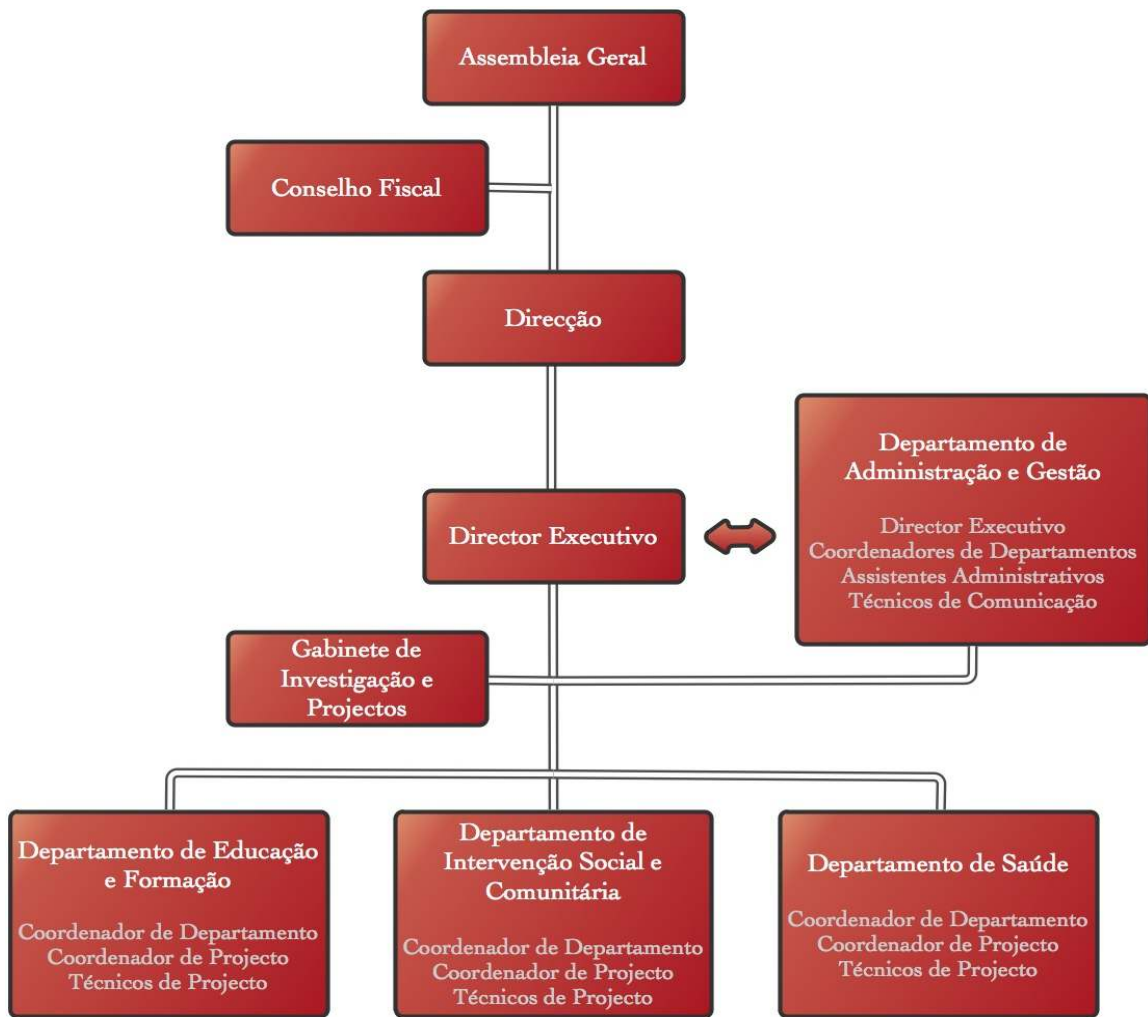 Assembleia Geral
Conselho Fiscal
Direcção
Departamento de
Administração e Gestão
Director Executivo
Coordenadores de Departamentos
Assistentes Administrativos
Técnicos de Comunicação
Director Executivo
Gabinete de
Investigação e
Projectos
Departamento de Educação
e Formação
Coordenador de Departamento
Coordenador de Projecto
Técnicos de Projecto
Departamento de
Intervenção Social e
Comunitária
Coordenador de Departamento
Coordenador de Projecto
Técnicos de Projecto
Departamento de Saúde
Coordenador de Departamento
Coordenador de Projecto
Técnicos de Projecto